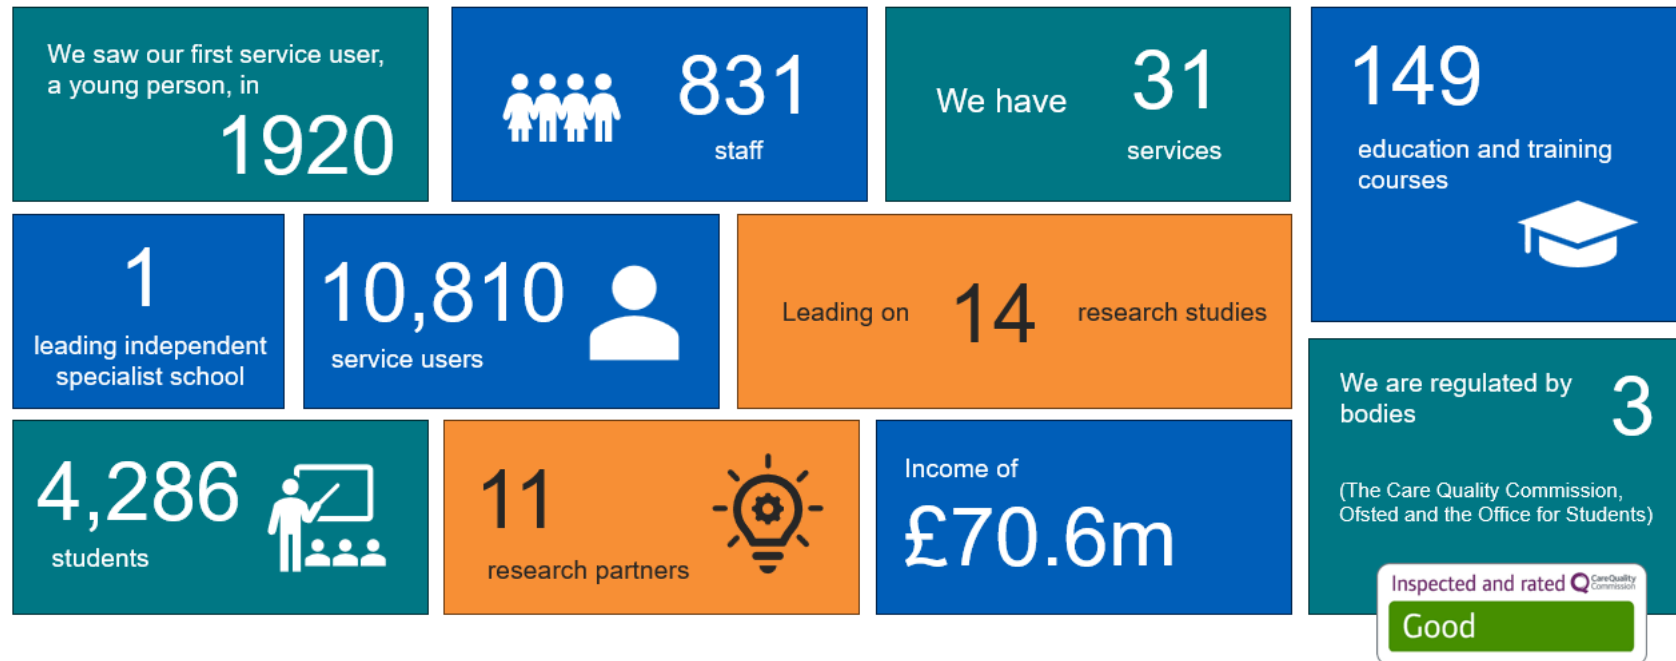 We saw our first service user,
a young person, in
1920
831
staff
We have
31
services
149
education and training
courses
1
leading independent
specialist school
10,810
service users
Leading on
14
research studies
We are regulated by
bodies
3
(The Care Quality Commission,
Ofsted and the Office for Students)
4,286
students
11
research partners
Income of
£70.6m
Inspected and rated
CareQuality
Commission
Good